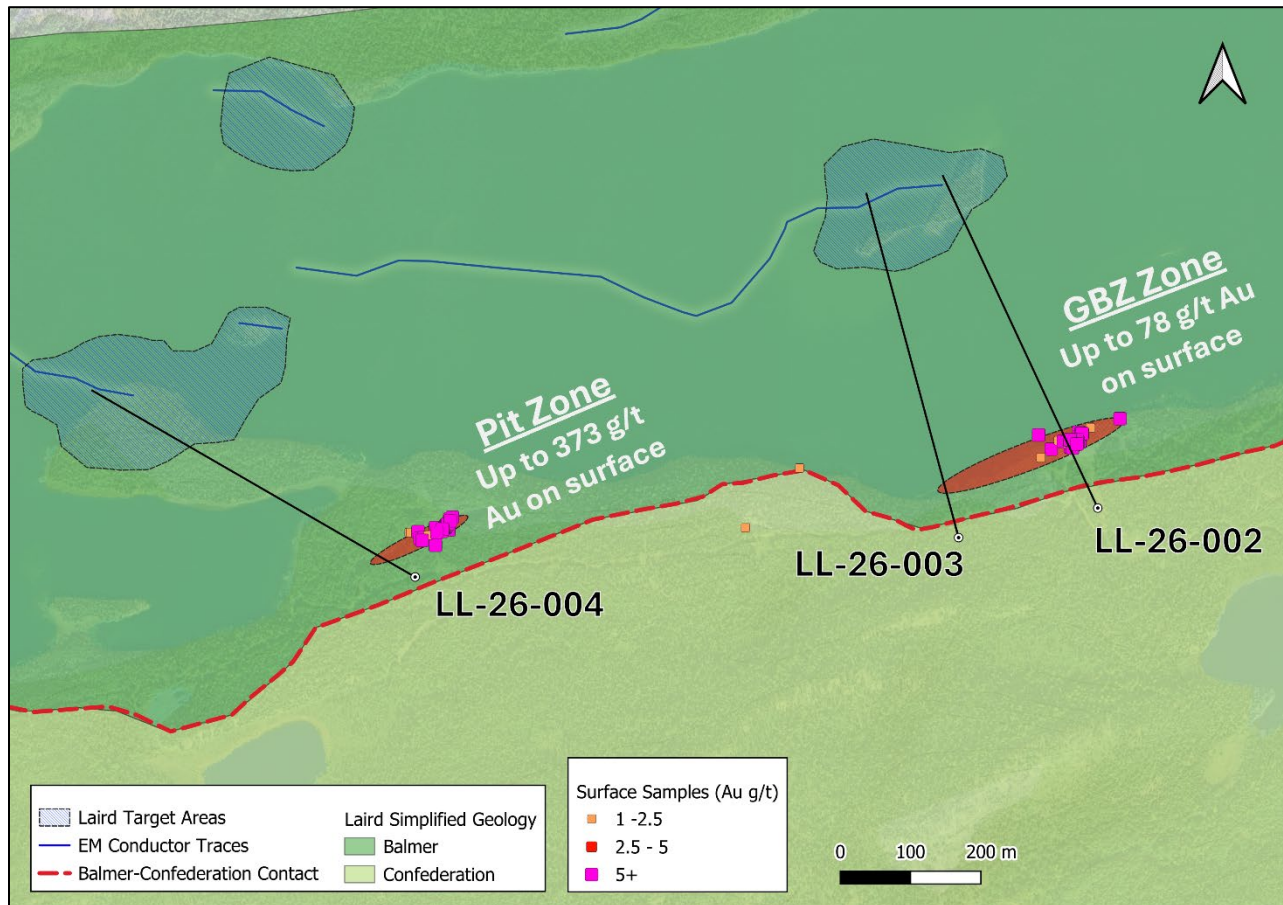 GBZ Zone
Up to 78 g/t Au
on surface
Pit Zone
Up to 373 g/t
Au on surface
LL-26-002
LL-26-003
LL-26-004
Laird Target Areas
EM Conductor Traces
Balmer-Confederation Contact
Laird Simplified Geology
Balmer
Confederation
Surface Samples (Au g/t)
1 -2.5
2.5 - 5
5+
0 100 200 m